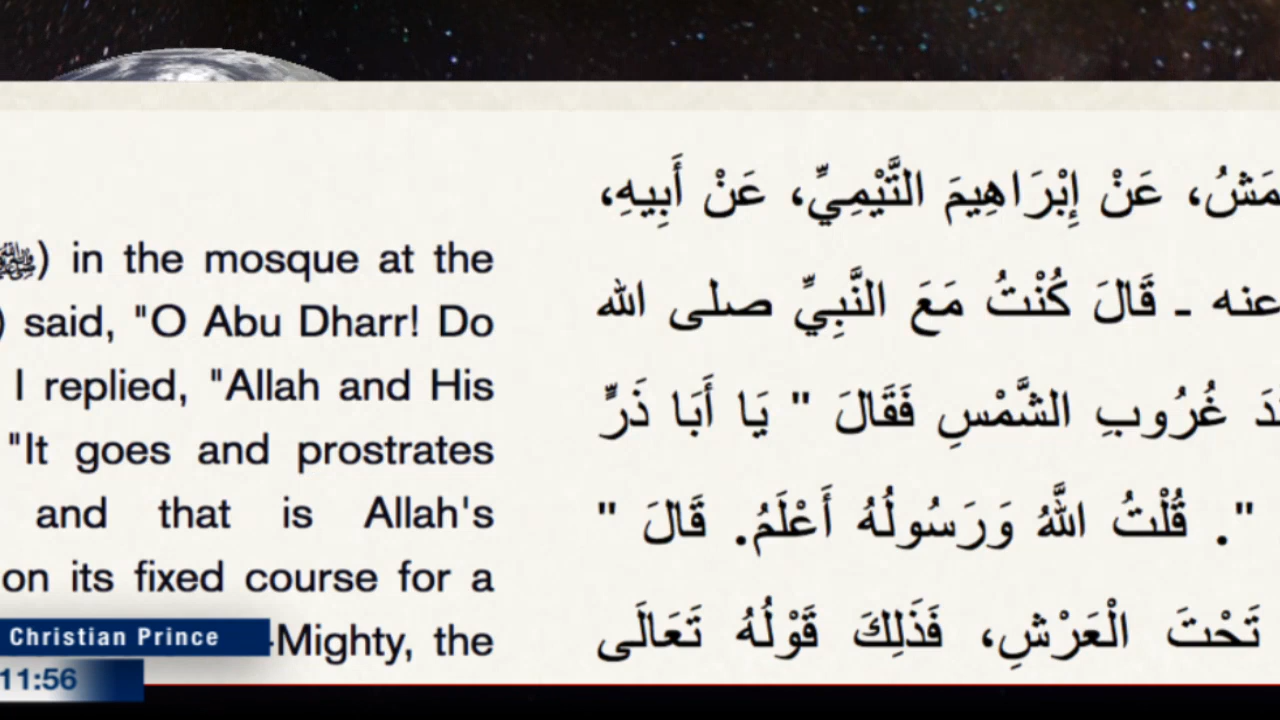 in the mosque at the
said, "O Abu Dharr! Do
I replied, "Allah and His
"It goes and prostrates
and that is Allah's
on its fixed course for a
-Mighty, the
عَنْ إِبْرَاهِيمَ التَّيْمِيِّ، عَنْ أَبِيهِ،
عنه ـ قَالَ كُنْتُ مَعَ النَّبِيِّ صلى الله
غُرُوبِ الشَّمْسِ فَقَالَ " يَا أَبَا ذَرٍّ
". قُلْتُ اللَّهُ وَرَسُولُهُ أَعْلَمُ. قَالَ "
تَحْتَ الْعَرْشِ، فَذَلِكَ قَوْلُهُ تَعَالَى
Christian Prince
11:56